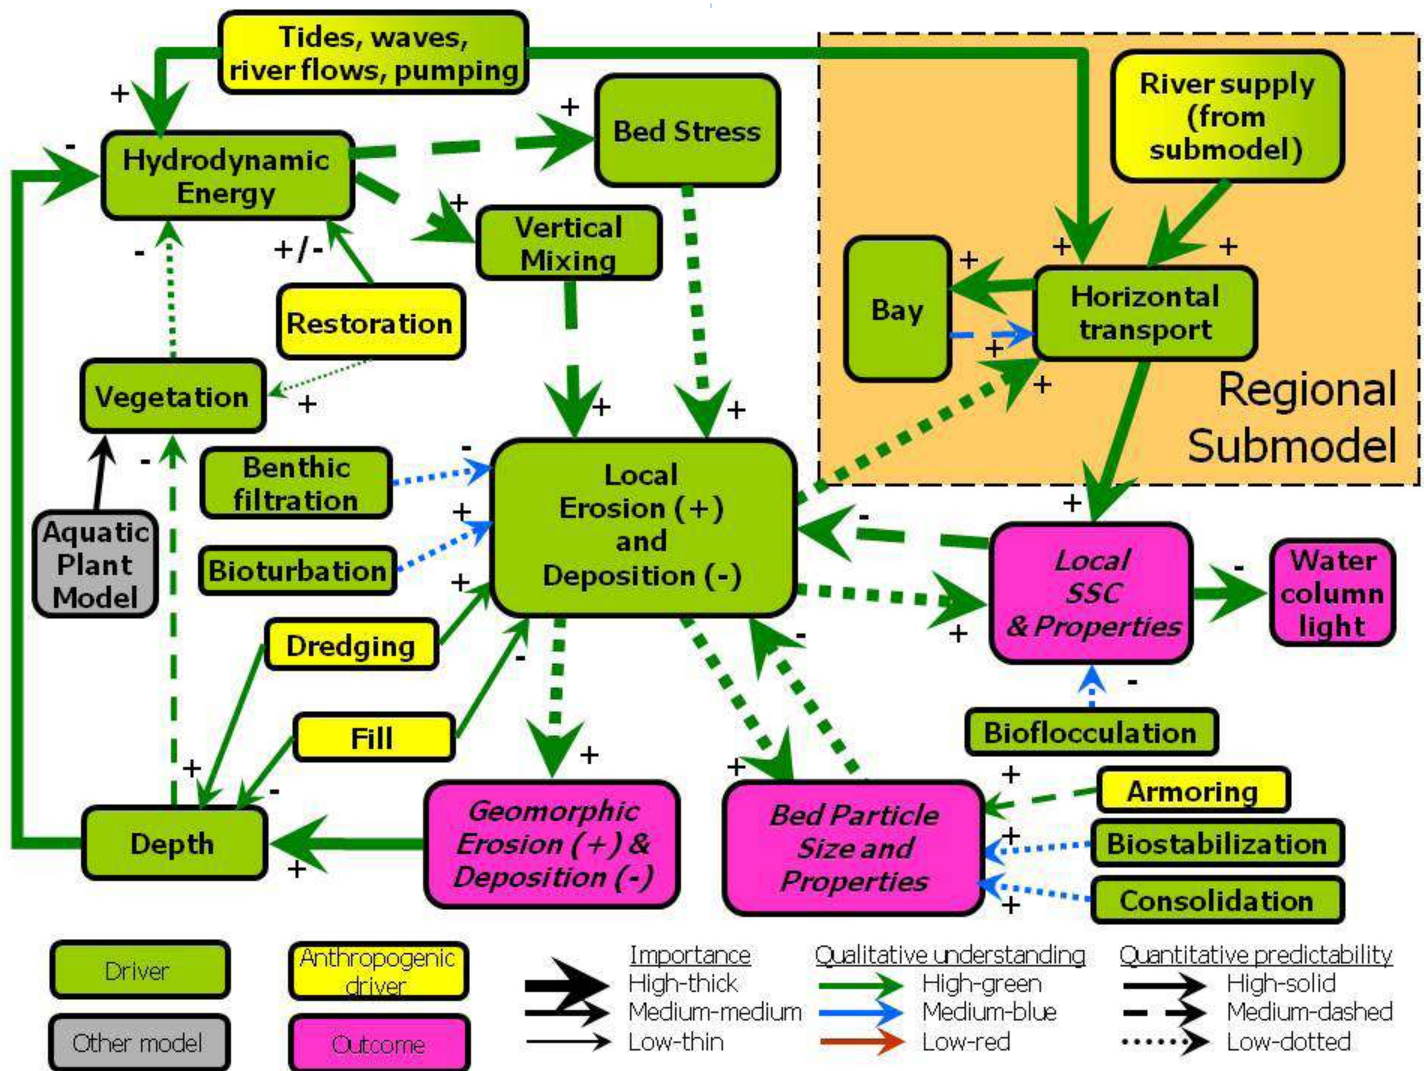 Tides, waves,
river flows, pumping
+
+
Bed Stress
River supply
(from
submodel)
-
Hydrodynamic
Energy
+
Vertical
Mixing
+
+
+
-
+/-
Bay
Horizontal
transport
Restoration
+
+
Vegetation
+
+
+
Regional
Submodel
-
Benthic
filtration
-
Local
Erosion (+)
and
Deposition (-)
+
-
+
Aquatic
Plant
Model
Bioturbation
+
Local
SSC
& Properties
-
Water
column
light
Dredging
-
-
+
-
Fill
Bioflocculation
+
-
+
+
+
Armoring
Depth
+
Geomorphic
Erosion (+) &
Deposition (-)
Bed Particle
Size and
Properties
+
Biostabilization
+
Consolidation
Driver
Anthropogenic
driver
Other model
Outcome
Importance
High-thick
Medium-medium
Low-thin
Qualitative understanding
High-green
Medium-blue
Low-red
Quantitative predictability
High-solid
Medium-dashed
Low-dotted